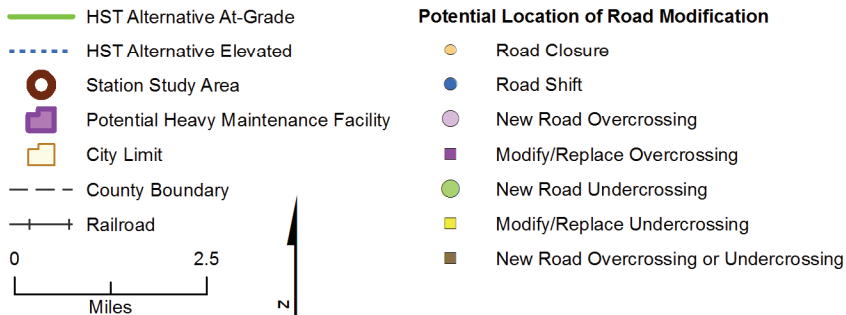 HST Alternative At-Grade
HST Alternative Elevated
Station Study Area
Potential Heavy Maintenance Facility
City Limit
County Boundary
Railroad
0 2.5
Miles
N
Potential Location of Road Modification
Road Closure
Road Shift
New Road Overcrossing
Modify/Replace Overcrossing
New Road Undercrossing
Modify/Replace Undercrossing
New Road Overcrossing or Undercrossing